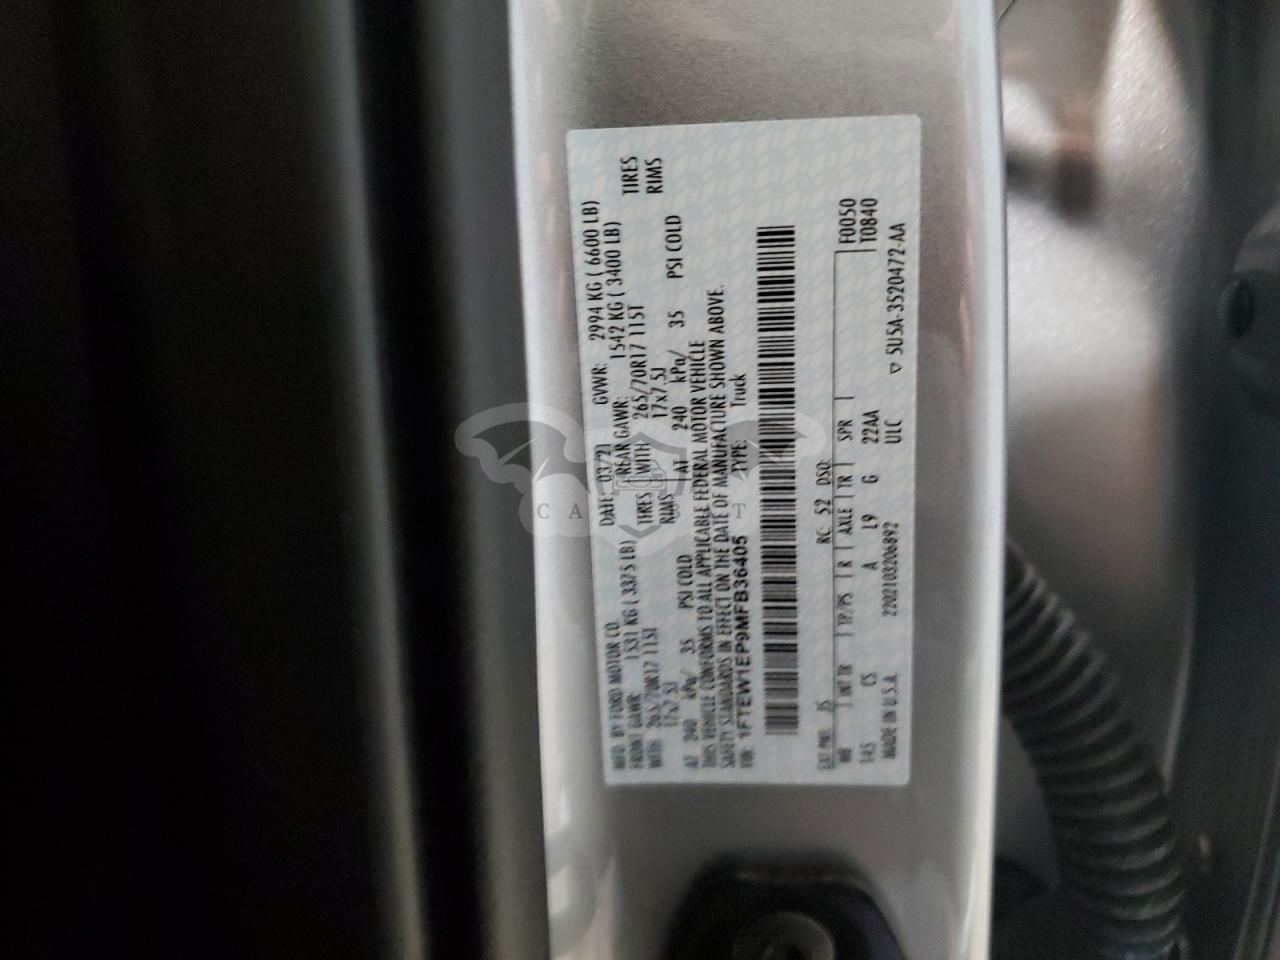 MFD. BY FORD MOTOR CO.
DATE: 03/21 GVWR: 2994 KG ( 6600 LB)
FRONT GAWR: 1531 KG ( 3375 LB) REAR GAWR: 1542 KG ( 3400 LB)
WITH 265/70R17 115T TIRES WITH 265/70R17 115T TIRES
17x7.5J RIMS 17x7.5J RIMS
AT 240 kPa/ 35 PSI COLD AT 240 kPa/ 35 PSI COLD
THIS VEHICLE CONFORMS TO ALL APPLICABLE FEDERAL MOTOR VEHICLE
SAFETY STANDARDS IN EFFECT ON THE DATE OF MANUFACTURE SHOWN ABOVE.
VIN: 1FTEW1EP9MFB36405 TYPE: Truck
EXT PNT: JS RC: 52 DSO:
WB | INT TR | TP/PS | R | AXLE | TR | SPR | F0050
145 CS A L9 G 22AA T0840
MADE IN U.S.A. 2202103206892 ULC ▽ 5U5A-3520472-AA